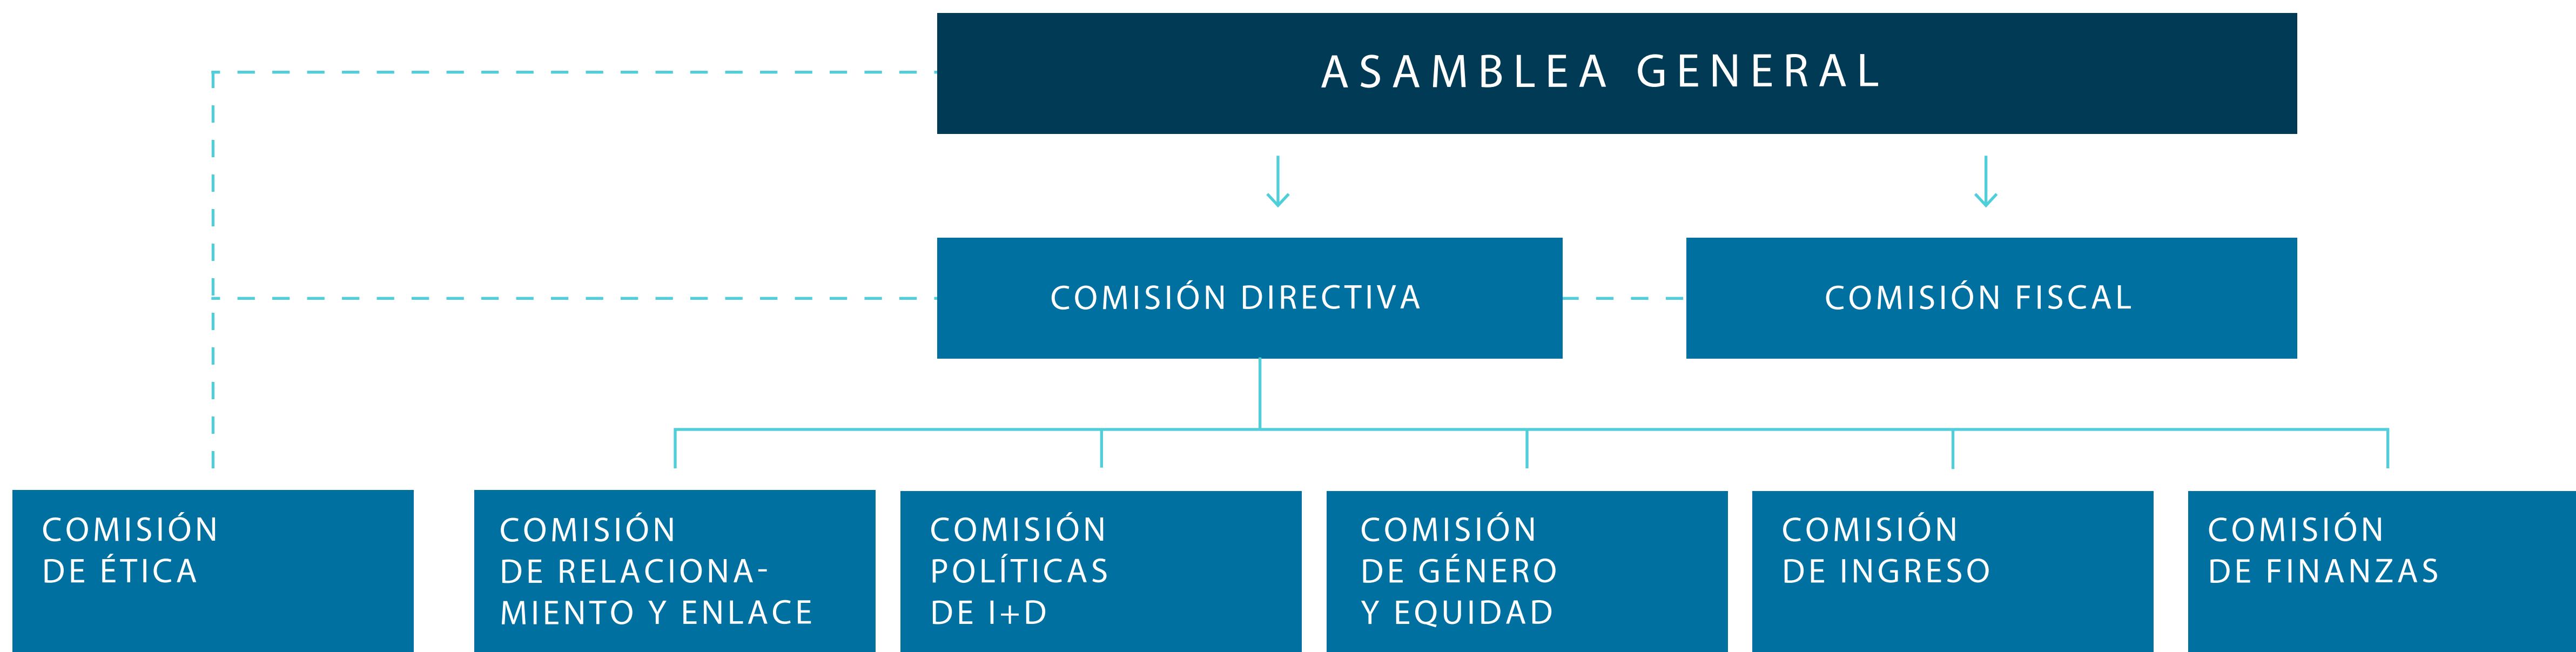 ASAMBLEA GENERAL
COMISIÓN DIRECTIVA
COMISIÓN FISCAL
COMISIÓN
DE ÉTICA
COMISIÓN
DE RELACIONA-
MIENTO Y ENLACE
COMISIÓN
POLÍTICAS
DE I+D
COMISIÓN
DE GÉNERO
Y EQUIDAD
COMISIÓN
DE INGRESO
COMISIÓN
DE FINANZAS